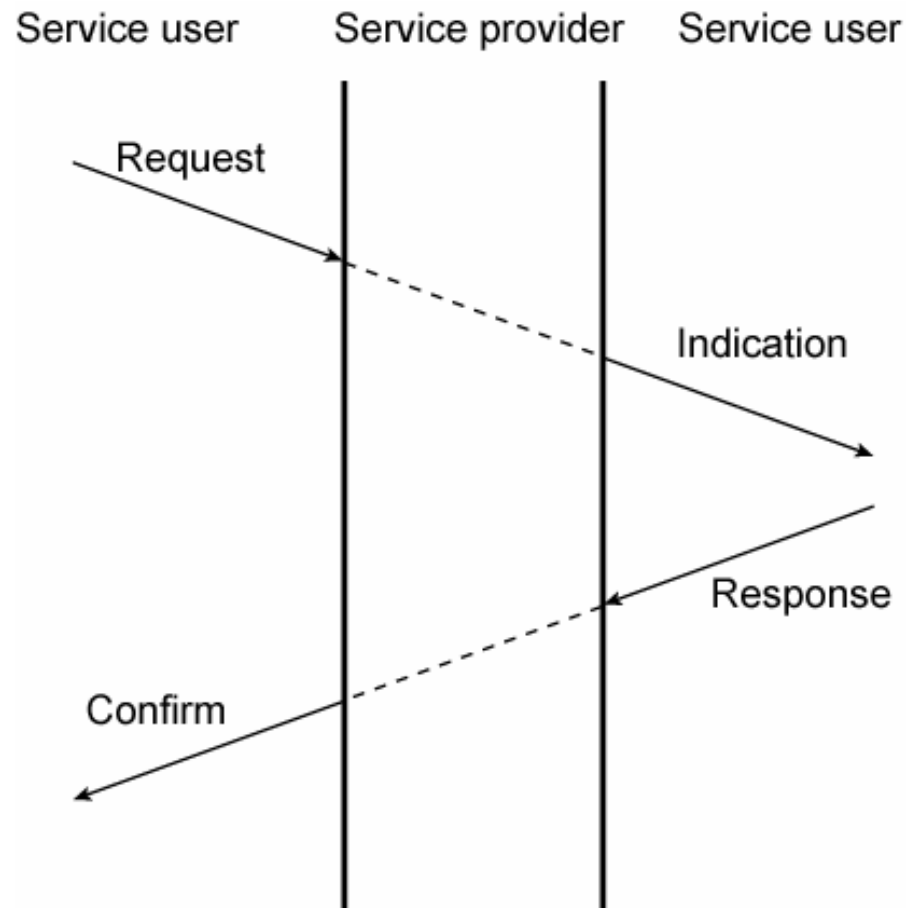 Service user Service provider Service user
Request
Indication
Response
Confirm